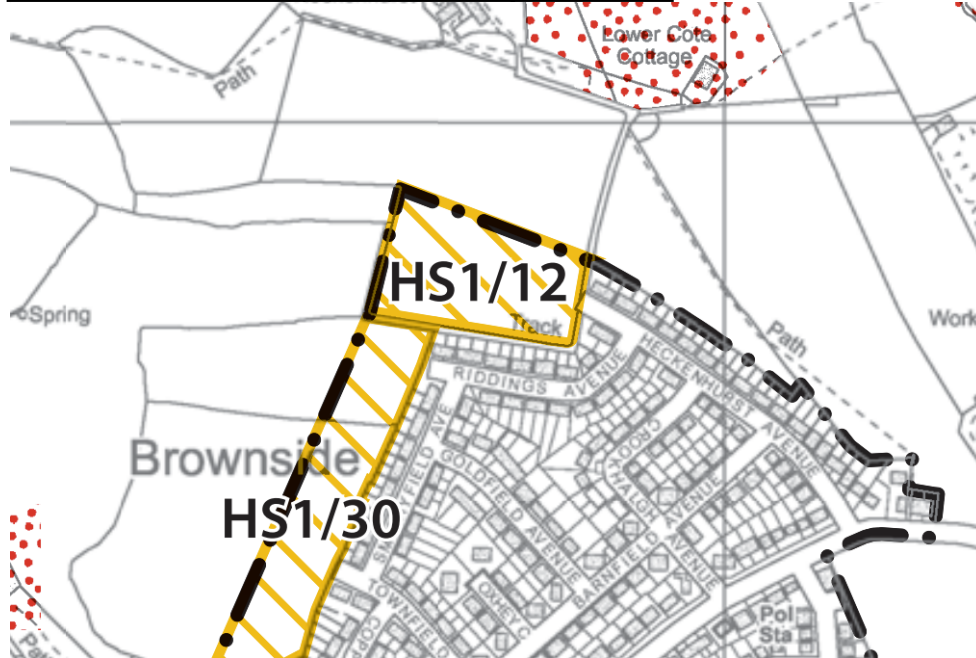 Lower Cote
Cottage
Path
HS1/12
Spring
Track
Path
Work
HECKENHURST AVENUE
RIDDINGS AVENUE
Brownside
GOLDFIELD AVENUE
HS1/30
BARNFIELD AVENUE
TOWNFIELD
OXHEY C
Pol
Sta